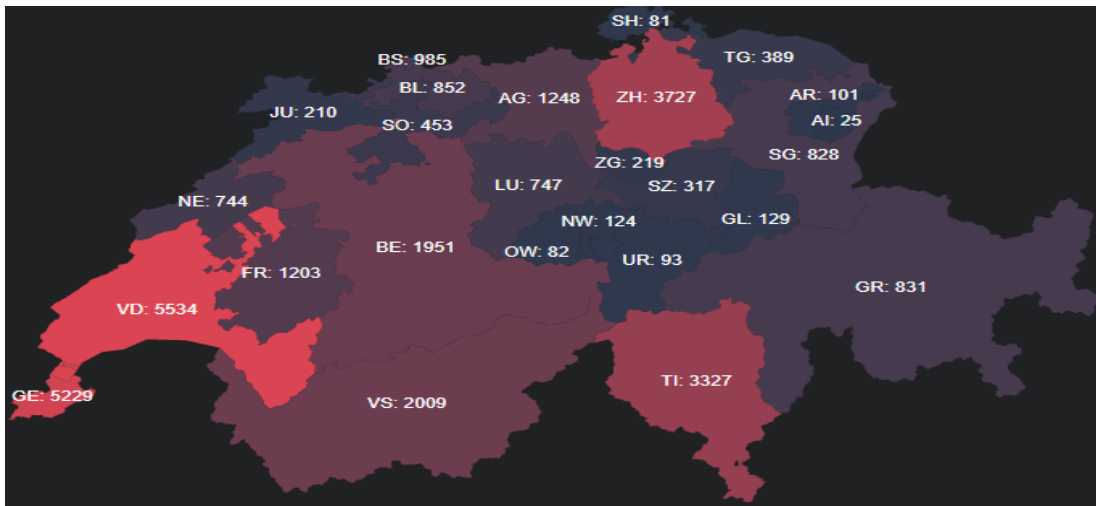 SH: 81
BS: 985
TG: 389
BL: 852
AG: 1248
ZH: 3727
AR: 101
JU: 210
SO: 453
AI: 25
SG: 828
ZG: 219
LU: 747
SZ: 317
NE: 744
NW: 124
GL: 129
BE: 1951
OW: 82
UR: 93
FR: 1203
GR: 831
VD: 5534
TI: 3327
GE: 5229
VS: 2009